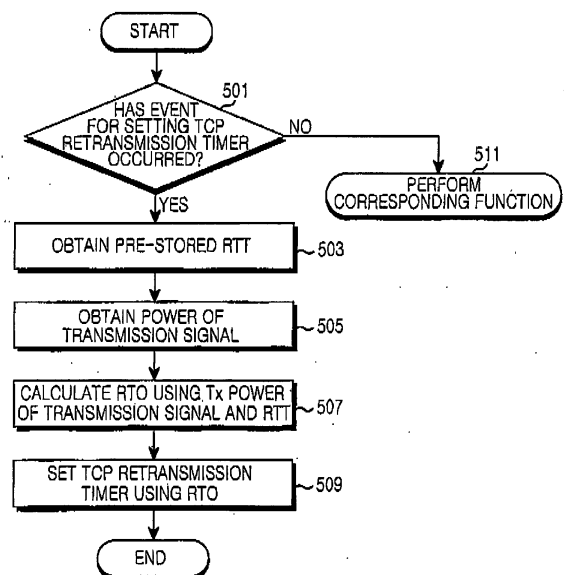 START
501
HAS EVENT
FOR SETTING TCP
RETRANSMISSION TIMER
OCCURRED?
NO
511
PERFORM
CORRESPONDING FUNCTION
YES
OBTAIN PRE-STORED RTT
503
OBTAIN POWER OF
TRANSMISSION SIGNAL
505
CALCULATE RTO USING Tx POWER
OF TRANSMISSION SIGNAL AND RTT
507
SET TCP RETRANSMISSION
TIMER USING RTO
509
END